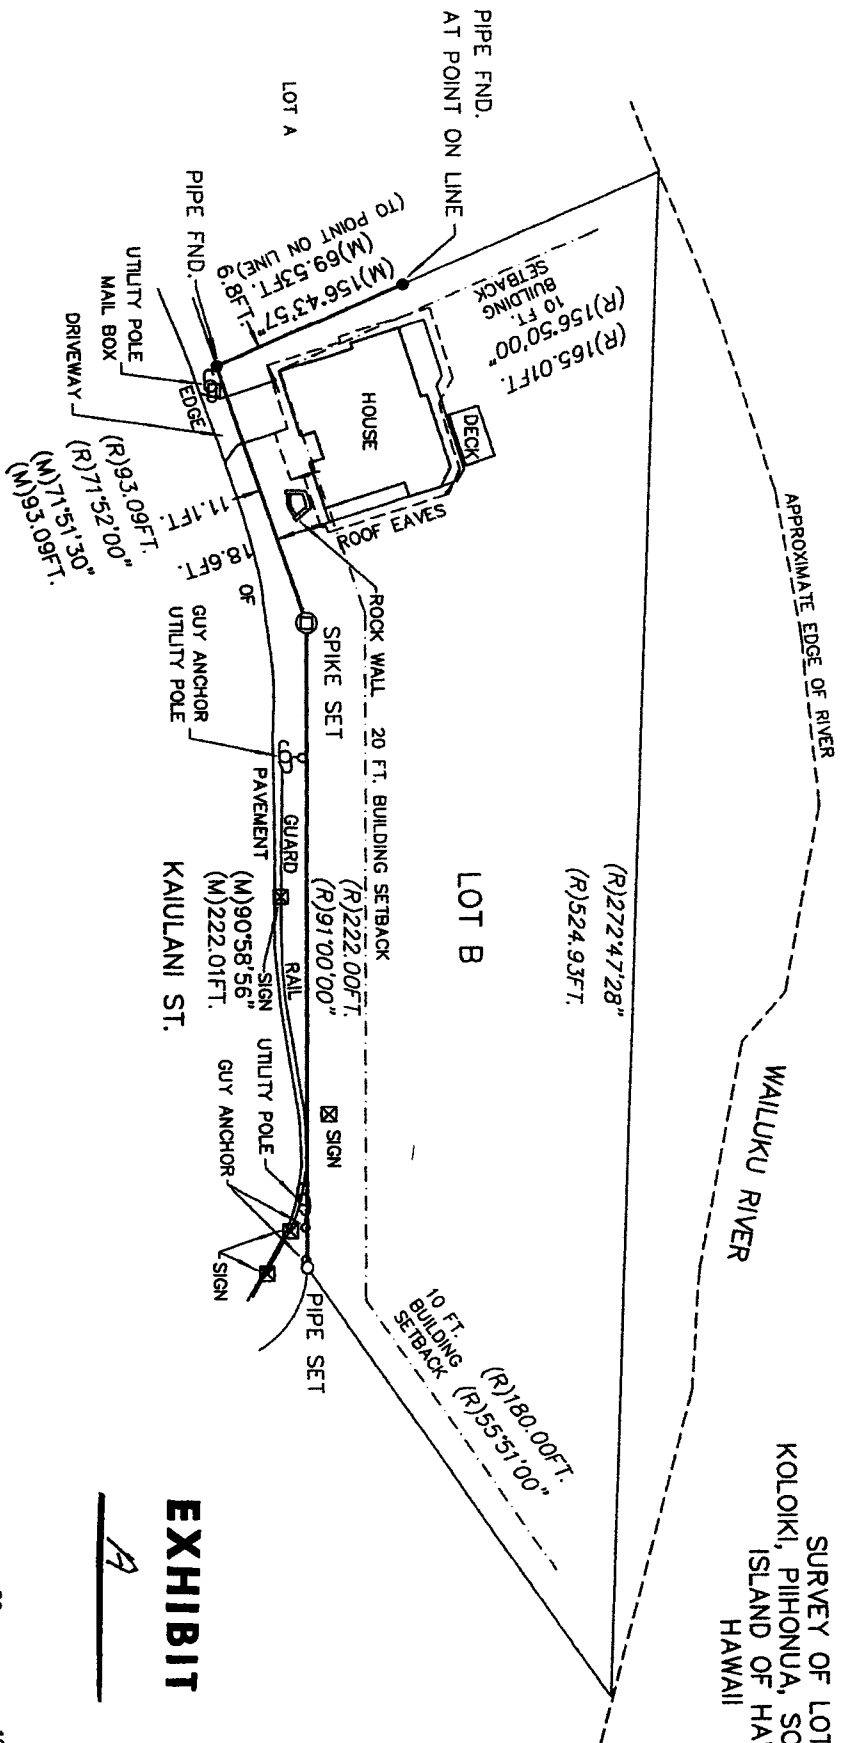 SURVEY OF LOT
KOLOIKI, PIIHONUA,
ISLAND OF
HAWAII
APPROXIMATE EDGE OF RIVER
WAILUKU RIVER
PIPE FND.
AT POINT ON LINE
LOT A
PIPE FND.
UTILITY POLE
MAIL BOX
DRIVEWAY
(TO POINT ON LINE)
(M)69.53FT.
(M)156°43'57"
6.8FT.
10 FT.
BUILDING
SETBACK
(R)156°50'00"
(R)165.01FT.
HOUSE
DECK
ROOF EAVES
ROCK WALL
20 FT. BUILDING SETBACK
(R)93.09FT.
(R)71°52'00"
(M)71°51'30"
(M)93.09FT.
11.1FT.
18.6FT.
EDGE
OF
PAVEMENT
SPIKE SET
GUY ANCHOR
UTILITY POLE
GUARD
RAIL
SIGN
(R)222.00FT.
(R)91°00'00"
(M)90°58'56"
(M)222.01FT.
KAIULANI ST.
LOT B
(R)272°47'28"
(R)524.93FT.
SIGN
UTILITY POLE
GUY ANCHOR
SIGN
PIPE SET
10 FT.
BUILDING
SETBACK
(R)180.00FT.
(R)55°51'00"
EXHIBIT
A